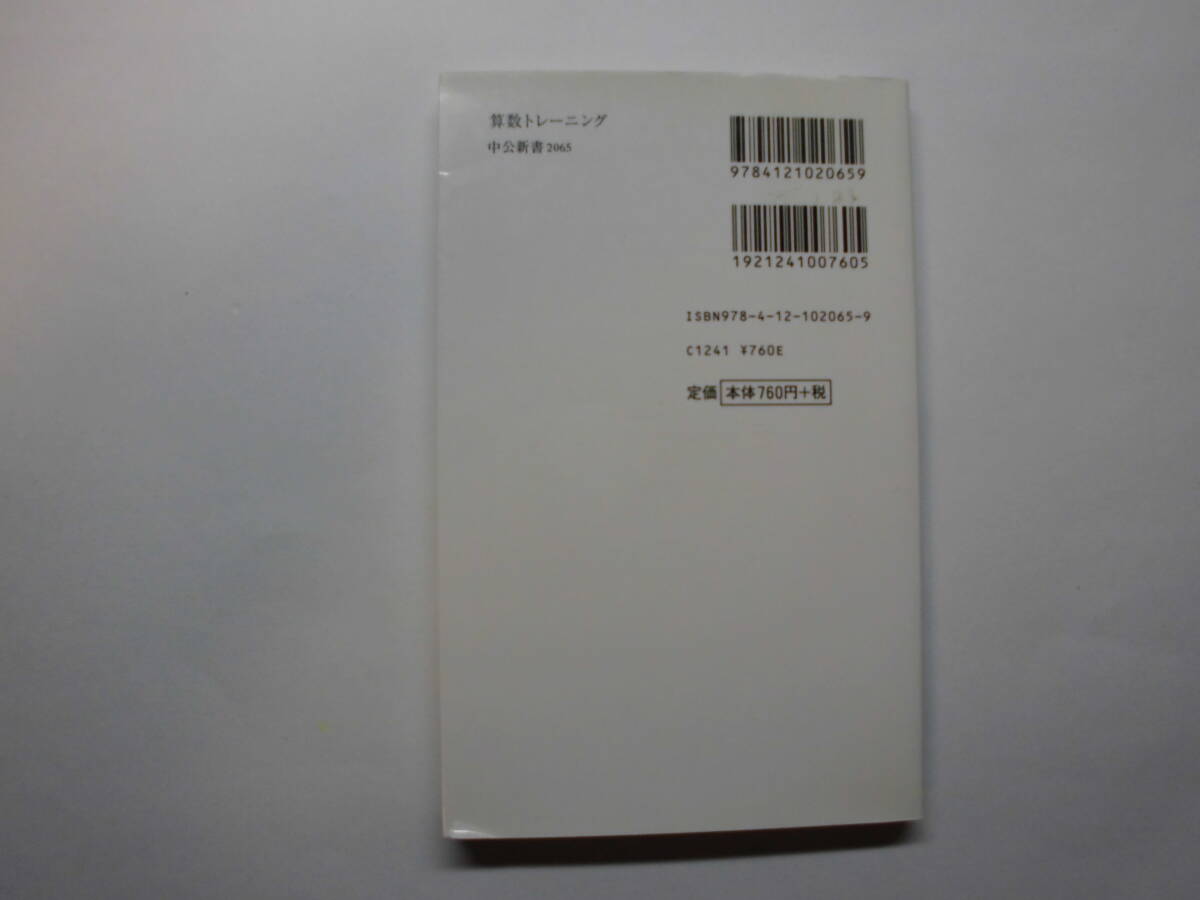 算数トレーニング
中公新書 2065
9784121020659
1921241007605
ISBN978-4-12-102065-9
C1241 ¥760E
定価 本体760円+税